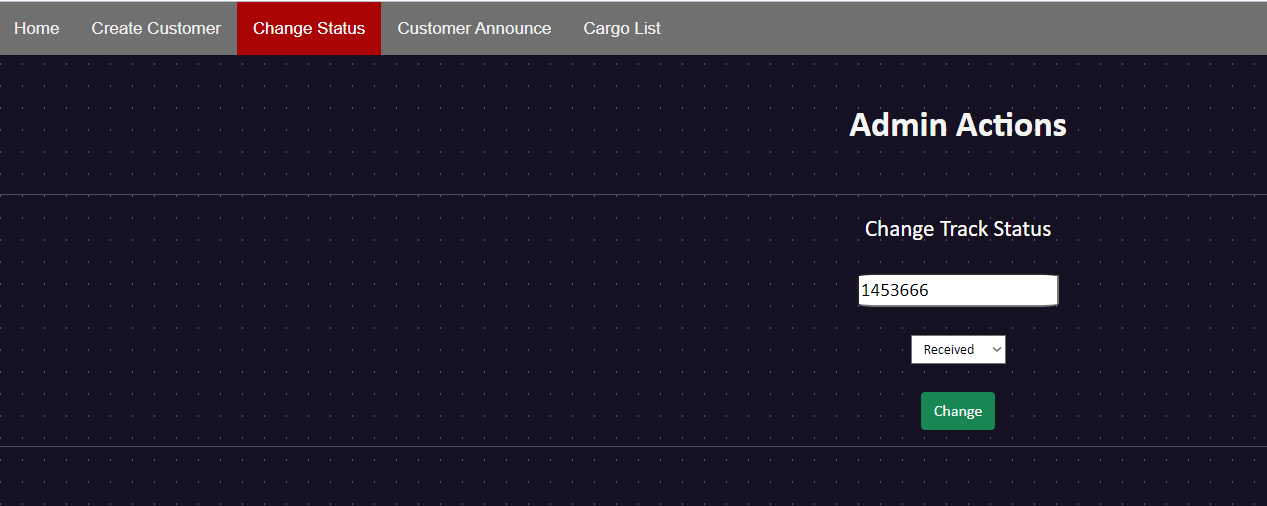 Home Create Customer Change Status Customer Announce Cargo List
Admin Actions
Change Track Status
1453666
Received
Change